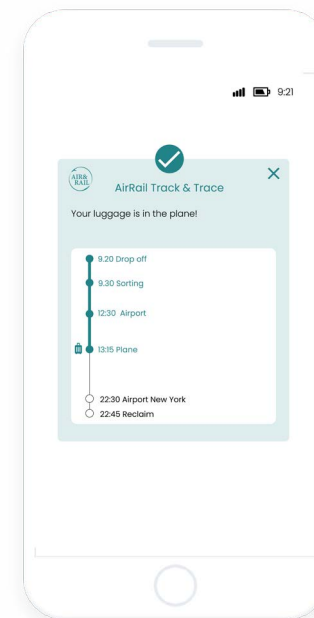 9:21
AIR&
RAIL
AirRail Track & Trace
Your luggage is in the plane!
9.20 Drop off
9.30 Sorting
12:30 Airport
13:15 Plane
22:30 Airport New York
22:45 Reclaim